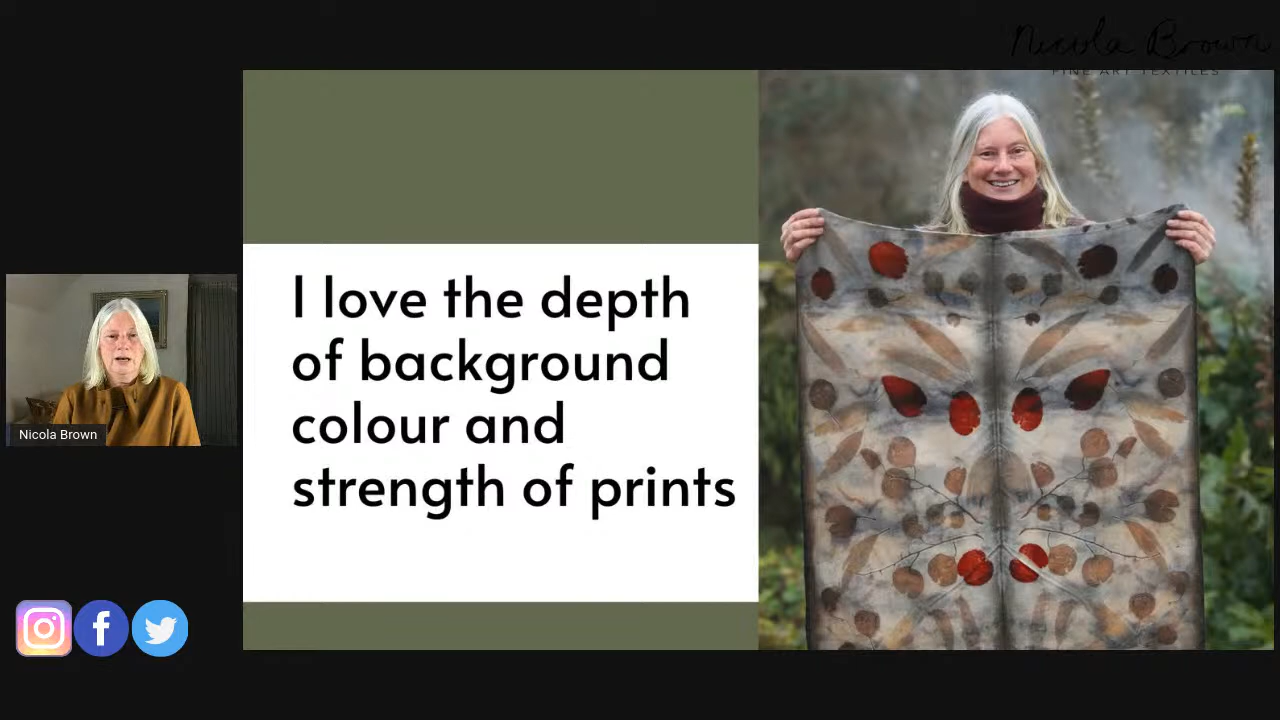 Nicola Brown
FINE ART TEXTILES
I love the depth
of background
colour and
strength of prints
Nicola Brown